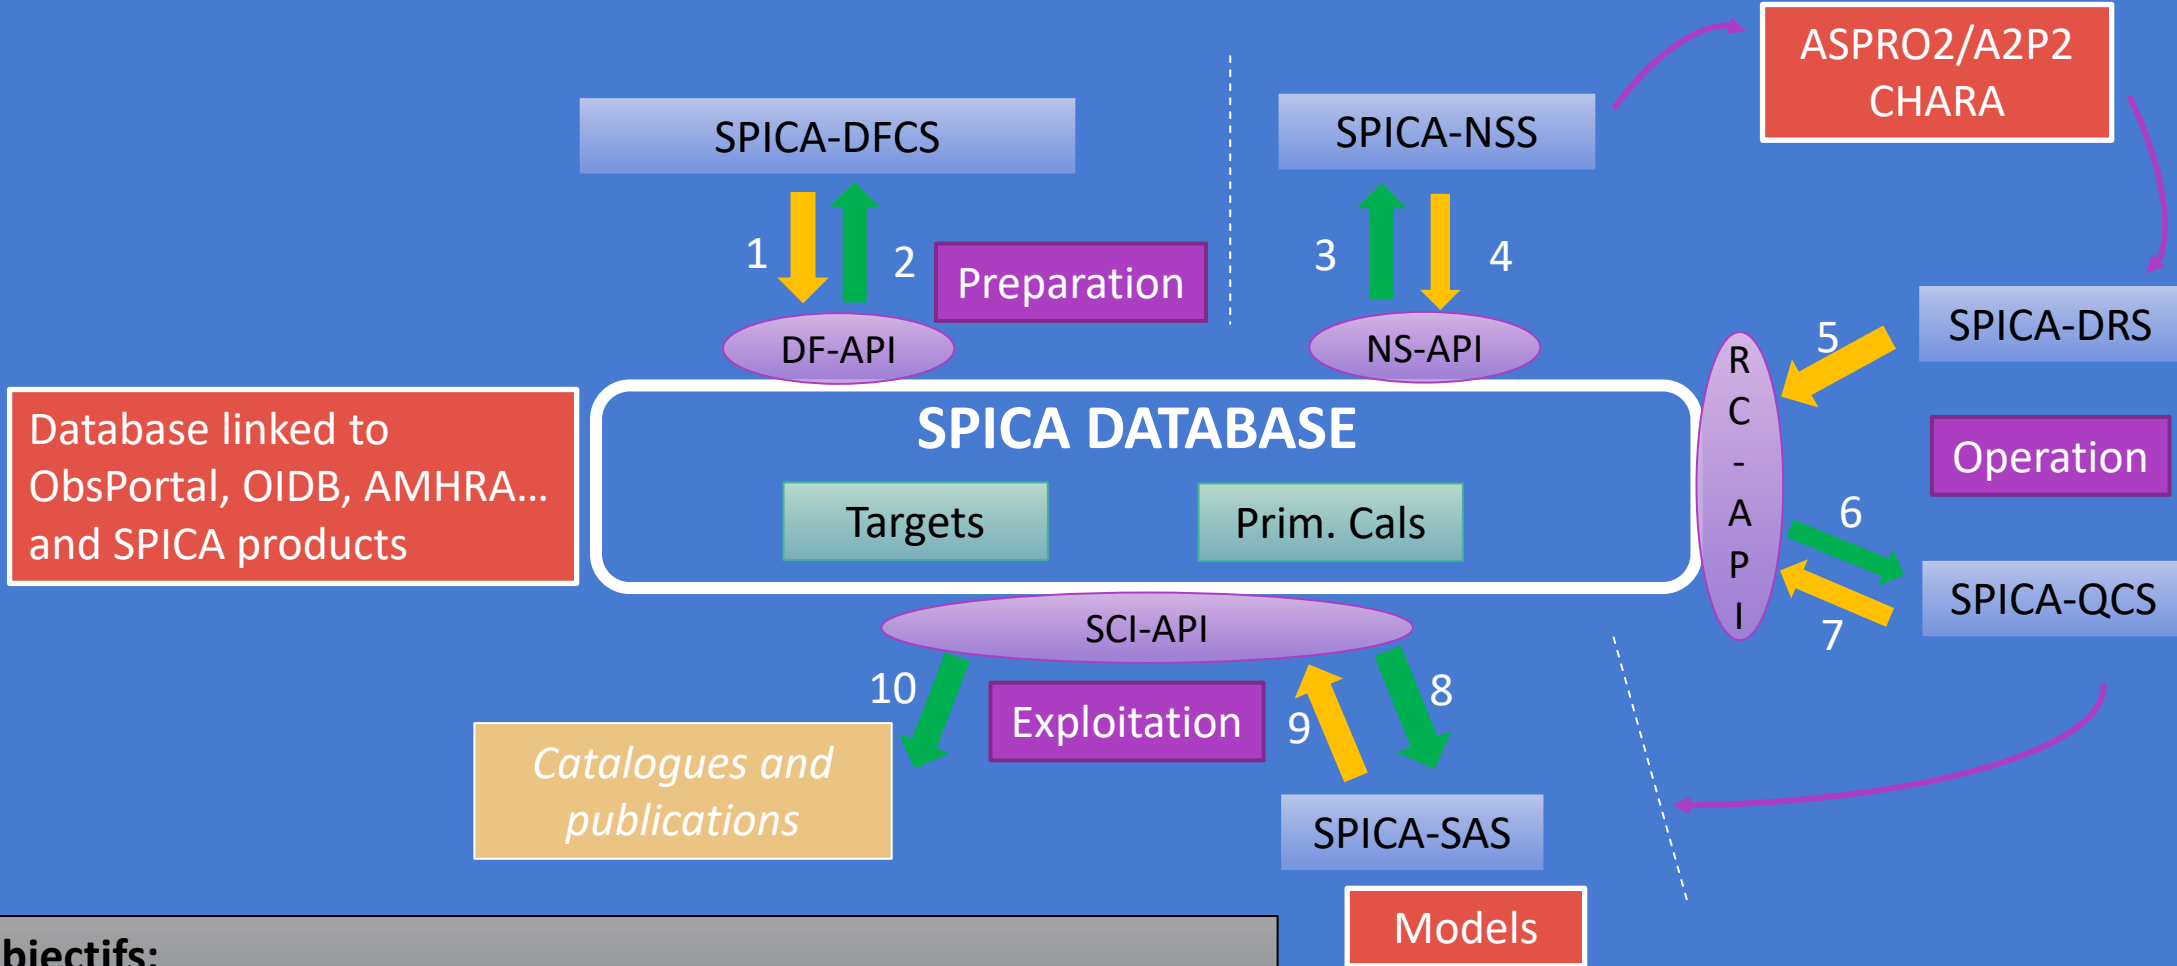 ASPRO2/A2P2
CHARA
SPICA-DFCS
SPICA-NSS
1
2
Preparation
3
4
DF-API
NS-API
5
SPICA-DRS
Database linked to
ObsPortal, OIDB, AMHRA...
and SPICA products
SPICA DATABASE
Targets
Prim. Cals
R
C
-
A
P
I
Operation
6
SPICA-QCS
7
SCI-API
10
Exploitation
9
8
Catalogues and
publications
SPICA-SAS
Models
bjectifs: